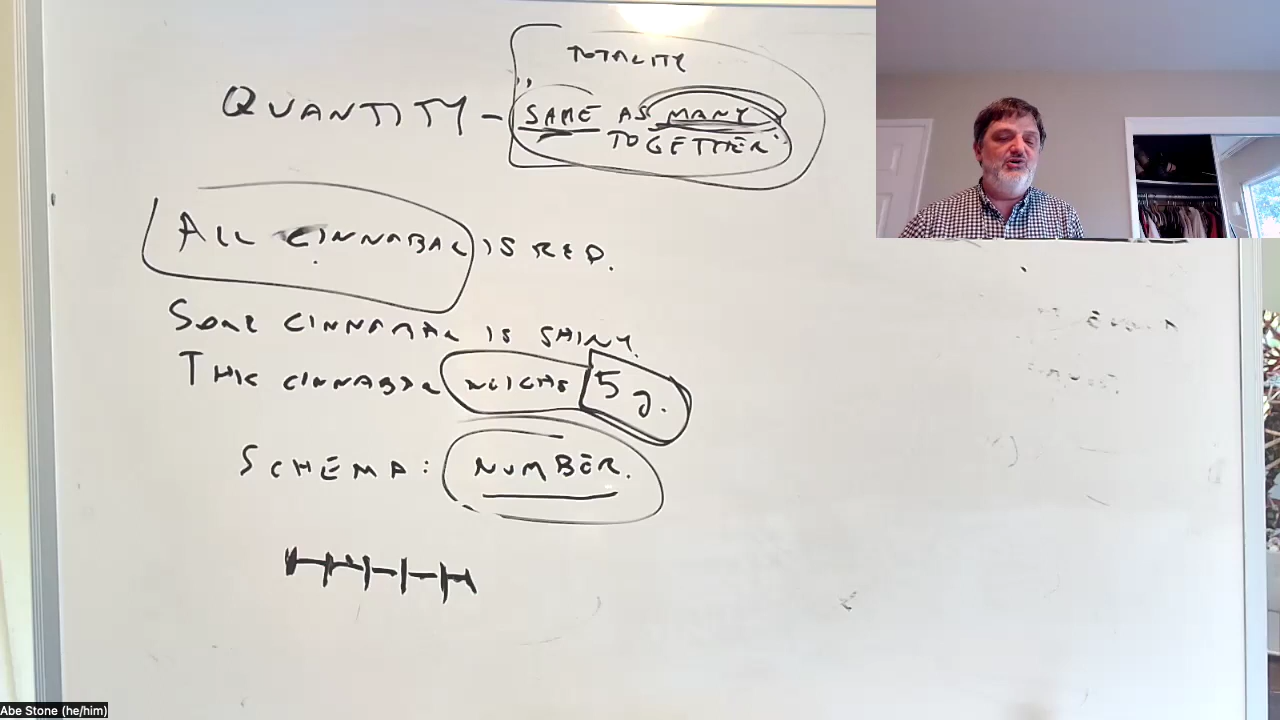 TOTALITY
QUANTITY - "SAME AS MANY
TOGETHER"
ALL CINNABAR IS RED.
SOME CINNABAR IS SHINY.
THIS CINNABAR WEIGHS 5 g.
SCHEMA: NUMBER.
Abe Stone (he/him)